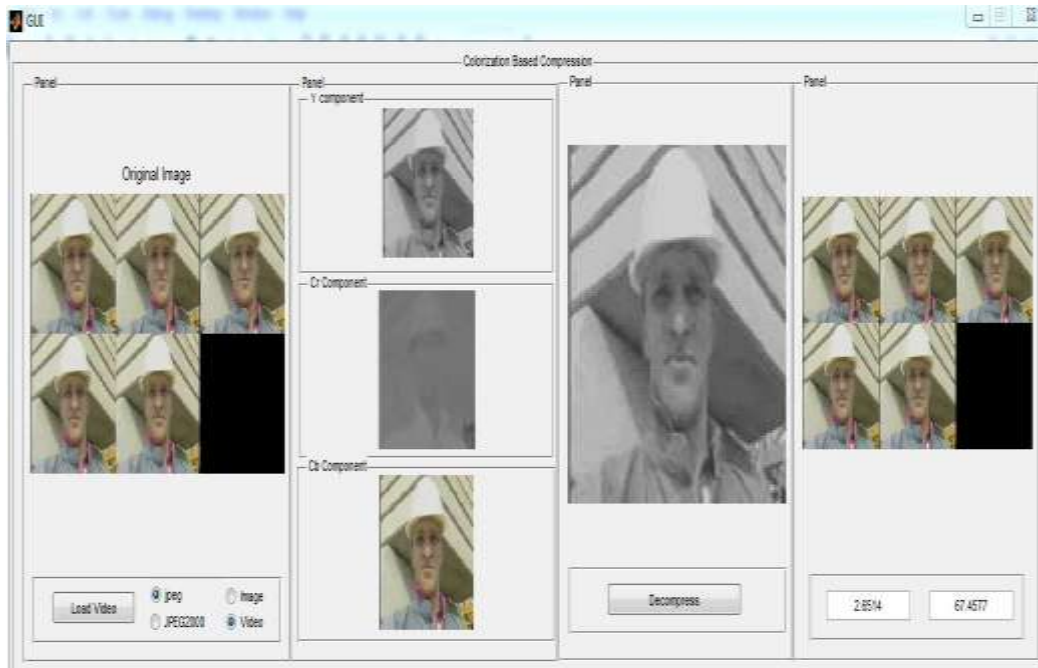 GUI
Colorization Based Compression
Panel
Original Image
Load Video
jpeg
Image
JPEG2000
Video
Panel
Y component
Cr Component
Cb Component
Panel
Decompress
Panel
2.6514
67.4577